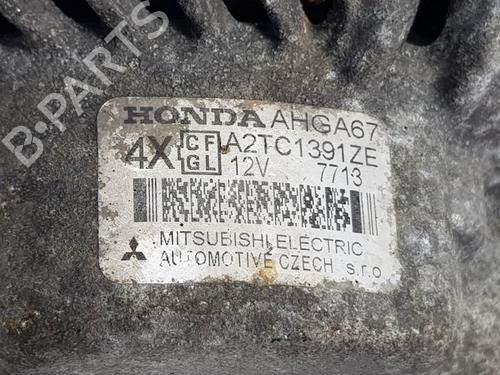 B-PARTS
HONDA AHGA67
4X CF GL A2TC1391ZE
12V 7713
MITSUBISHI ELECTRIC
AUTOMOTIVE CZECH s.r.o